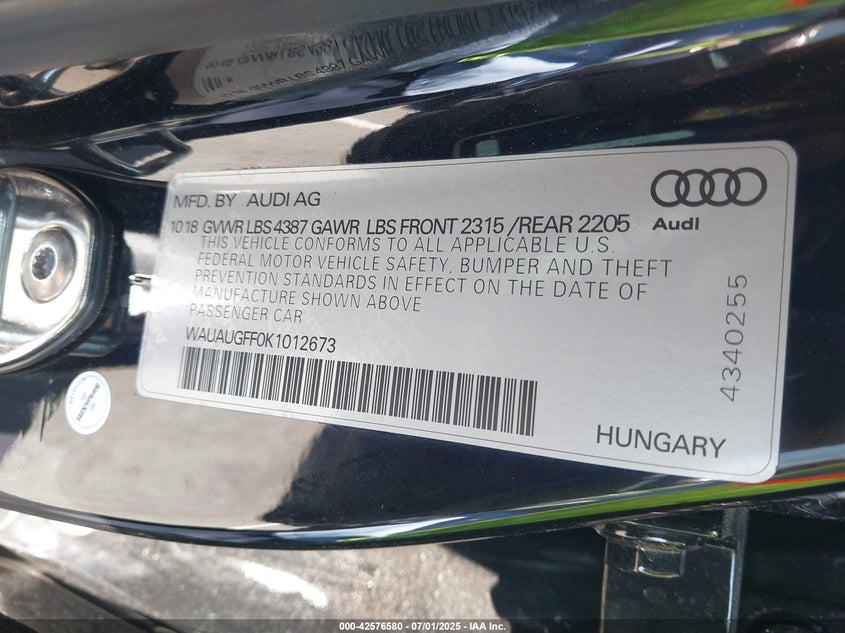 MFD. BY AUDI AG
10 18 GVWR LBS 4387 GAWR LBS FRONT 2315 /REAR 2205
THIS VEHICLE CONFORMS TO ALL APPLICABLE U.S.
FEDERAL MOTOR VEHICLE SAFETY, BUMPER AND THEFT
PREVENTION STANDARDS IN EFFECT ON THE DATE OF
MANUFACTURE SHOWN ABOVE
PASSENGER CAR
WAUAUGFF0K1012673
Audi
4340255
HUNGARY
000-42576580 - 07/01/2025 - IAA Inc.